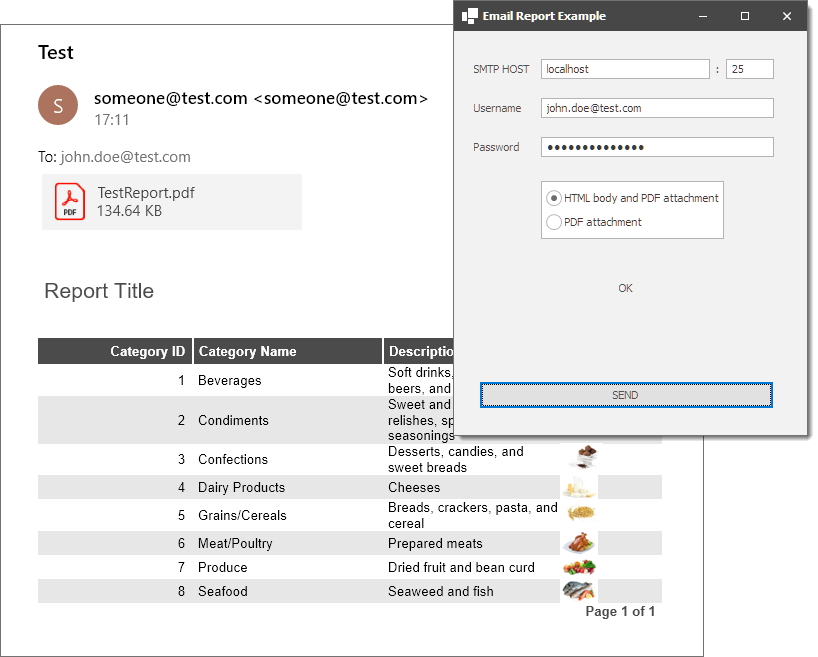 Test
S
someone@test.com <someone@test.com>
17:11
To: john.doe@test.com
PDF
TestReport.pdf
134.64 KB
Report Title
Category ID Category Name Descriptio
1 Beverages Soft drinks,
beers, and
2 Condiments Sweet and
relishes, sp
seasonings
3 Confections Desserts, candies, and
sweet breads
4 Dairy Products Cheeses
5 Grains/Cereals Breads, crackers, pasta, and
cereal
6 Meat/Poultry Prepared meats
7 Produce Dried fruit and bean curd
8 Seafood Seaweed and fish
Page 1 of 1
Email Report Example
SMTP HOST localhost : 25
Username john.doe@test.com
Password ●●●●●●●●●●●●●●
HTML body and PDF attachment
PDF attachment
OK
SEND